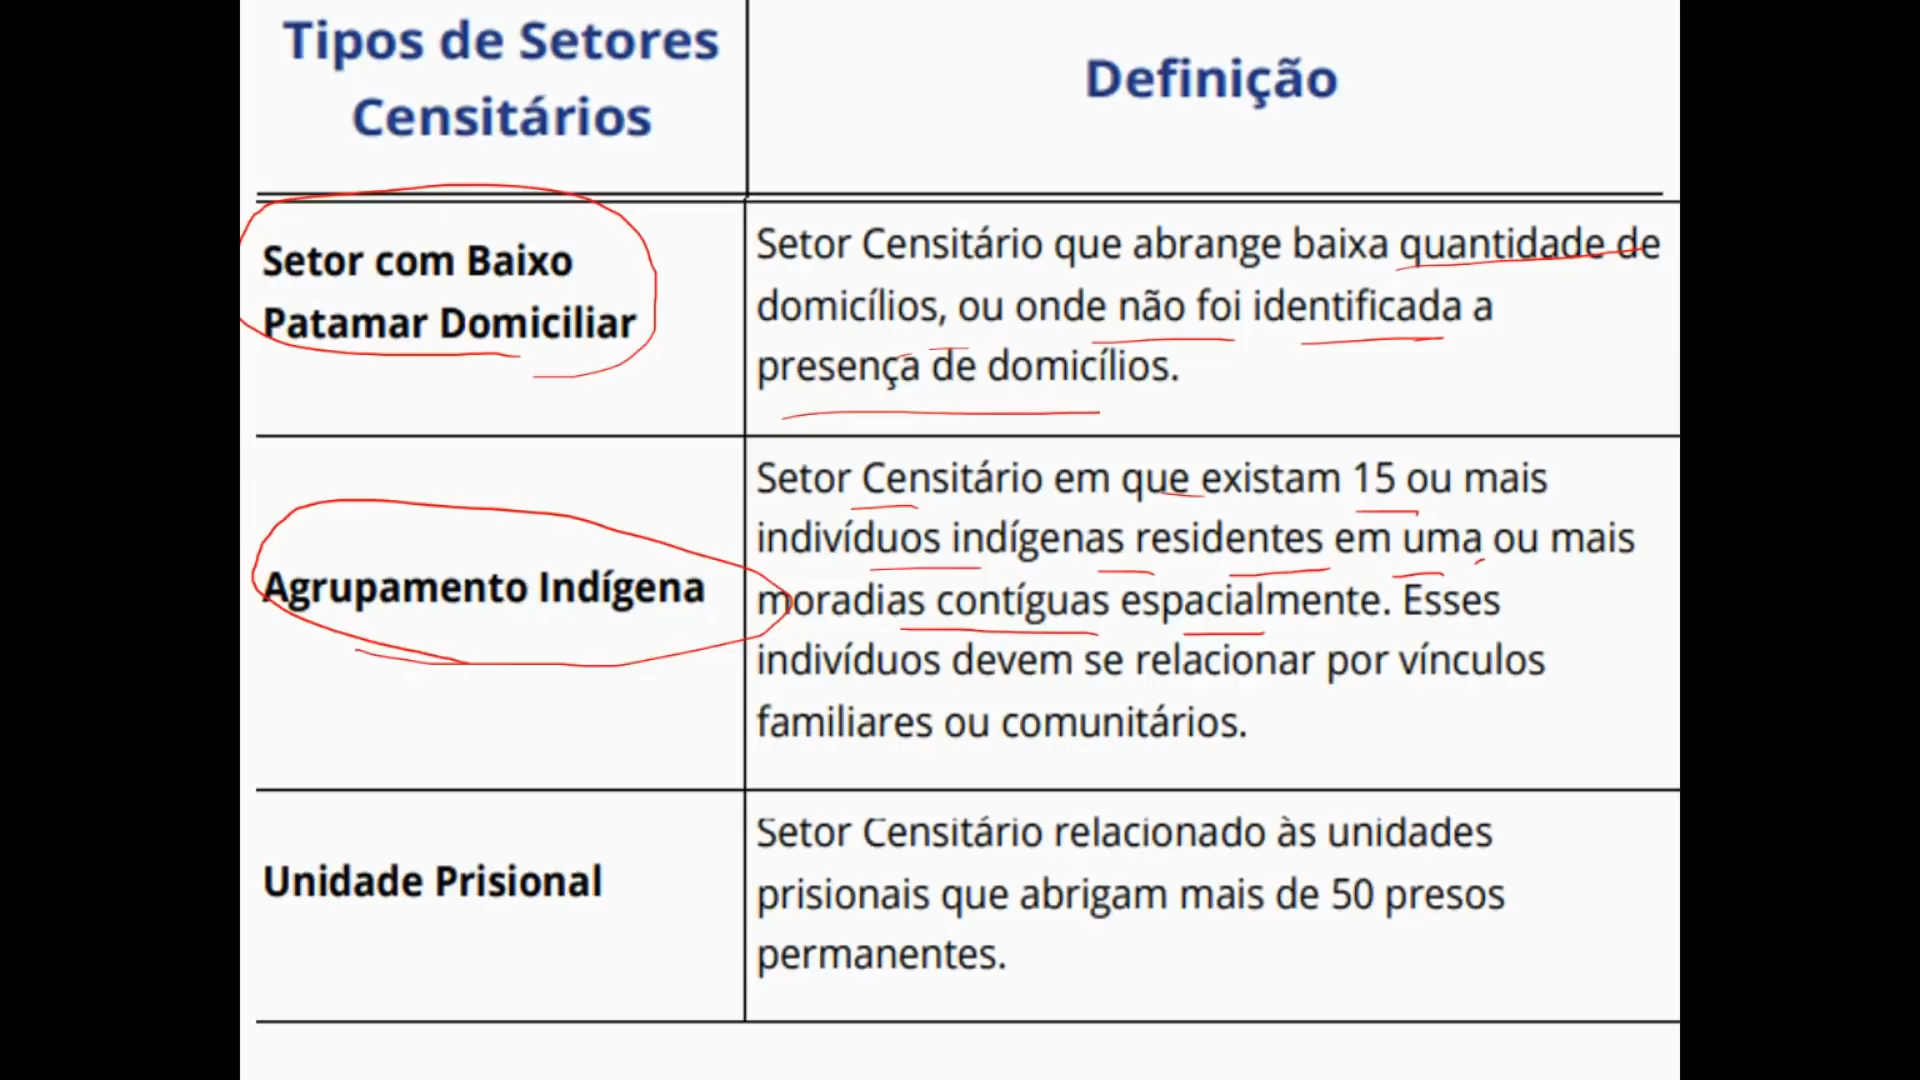 Tipos de Setores
Censitários
Definição
Setor com Baixo
Patamar Domiciliar
Setor Censitário que abrange baixa quantidade de
domicílios, ou onde não foi identificada a
presença de domicílios.
Agrupamento Indígena
Setor Censitário em que existam 15 ou mais
indivíduos indígenas residentes em uma ou mais
moradias contíguas espacialmente. Esses
indivíduos devem se relacionar por vínculos
familiares ou comunitários.
Unidade Prisional
Setor Censitário relacionado às unidades
prisionais que abrigam mais de 50 presos
permanentes.